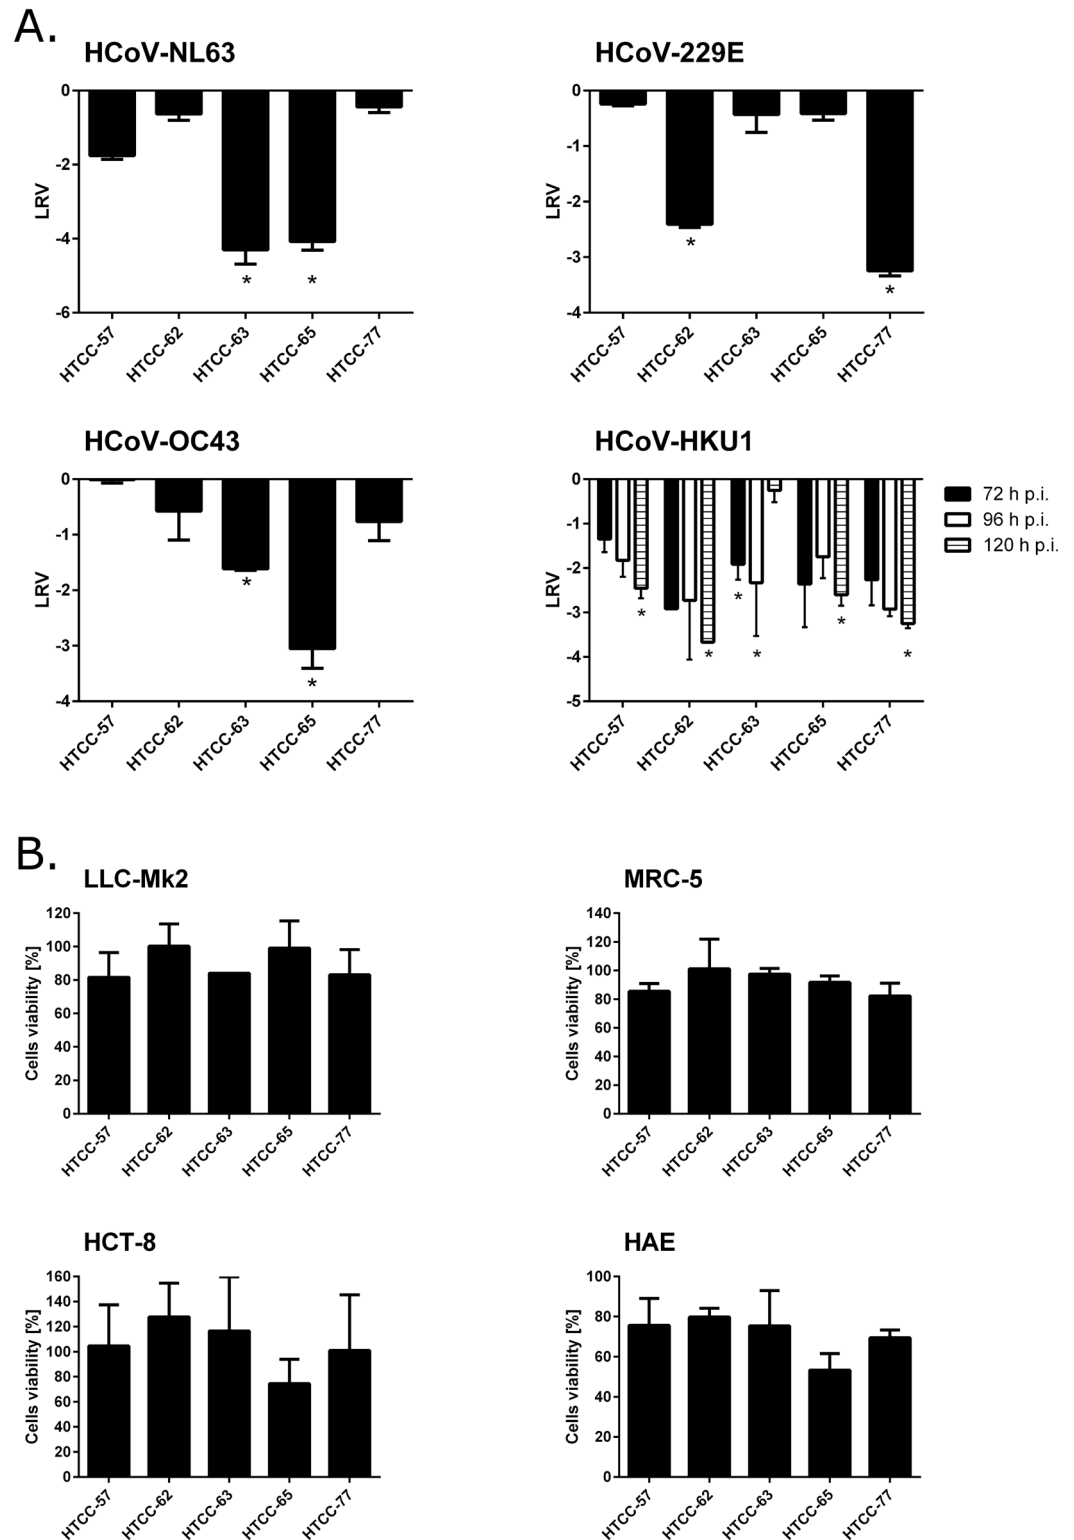 A.
HCoV-NL63
0
-2
-4
-6
LRV
HTCC-57
HTCC-62
HTCC-63
*
HTCC-65
*
HTCC-77
HCoV-229E
0
-1
-2
-3
-4
LRV
HTCC-57
HTCC-62
*
HTCC-63
HTCC-65
HTCC-77
*
HCoV-OC43
0
-1
-2
-3
-4
LRV
HTCC-57
HTCC-62
HTCC-63
*
HTCC-65
*
HTCC-77
HCoV-HKU1
0
-1
-2
-3
-4
-5
LRV
* * * * * *
HTCC-57
HTCC-62
HTCC-63
HTCC-65
HTCC-77
72 h p.i.
96 h p.i.
120 h p.i.
B.
LLC-Mk2
120
100
80
60
40
20
0
Cells viability [%]
HTCC-57
HTCC-62
HTCC-63
HTCC-65
HTCC-77
MRC-5
140
120
100
80
60
40
20
0
Cells viability [%]
HTCC-57
HTCC-62
HTCC-63
HTCC-65
HTCC-77
HCT-8
160
140
120
100
80
60
40
20
0
Cells viability [%]
HTCC-57
HTCC-62
HTCC-63
HTCC-65
HTCC-77
HAE
100
80
60
40
20
0
Cells viability [%]
HTCC-57
HTCC-62
HTCC-63
HTCC-65
HTCC-77